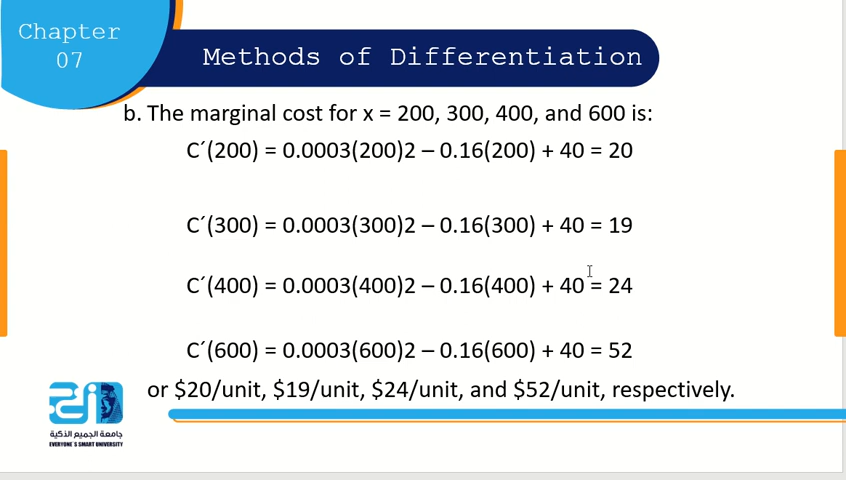 Chapter
07
Methods of Differentiation
b. The marginal cost for x = 200, 300, 400, and 600 is:
C´(200) = 0.0003(200)2 – 0.16(200) + 40 = 20
C´(300) = 0.0003(300)2 – 0.16(300) + 40 = 19
C´(400) = 0.0003(400)2 – 0.16(400) + 40 = 24
C´(600) = 0.0003(600)2 – 0.16(600) + 40 = 52
or $20/unit, $19/unit, $24/unit, and $52/unit, respectively.
جامعة الجميع الذكية
EVERYONE'S SMART UNIVERSITY